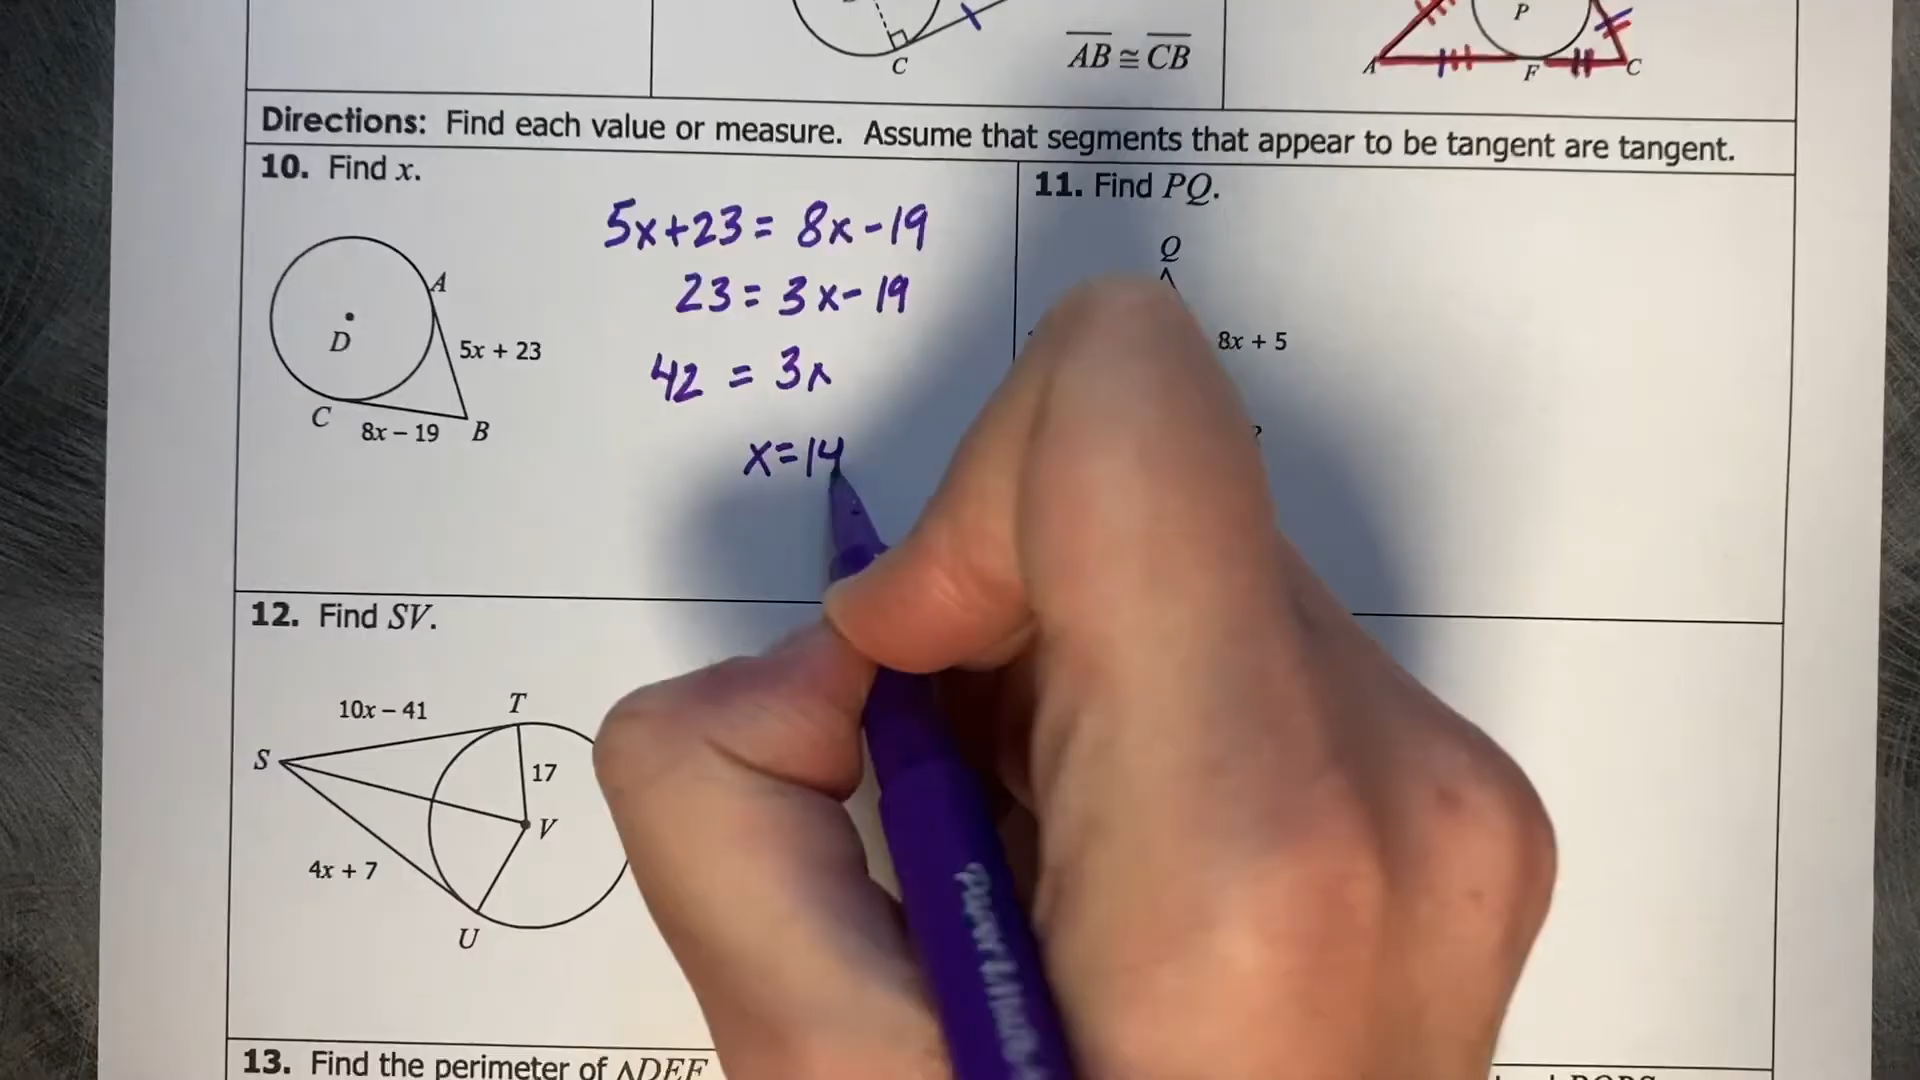 P
C
AB ≅ CB
A
F
C
Directions: Find each value or measure. Assume that segments that appear to be tangent are tangent.
10. Find x.
A
D
5x + 23
C
8x – 19
B
5x+23 = 8x-19
23 = 3x-19
42 = 3x
x=14
11. Find PQ.
Q
8x + 5
12. Find SV.
10x – 41
T
S
17
V
4x + 7
U
13. Find the perimeter of △DEF